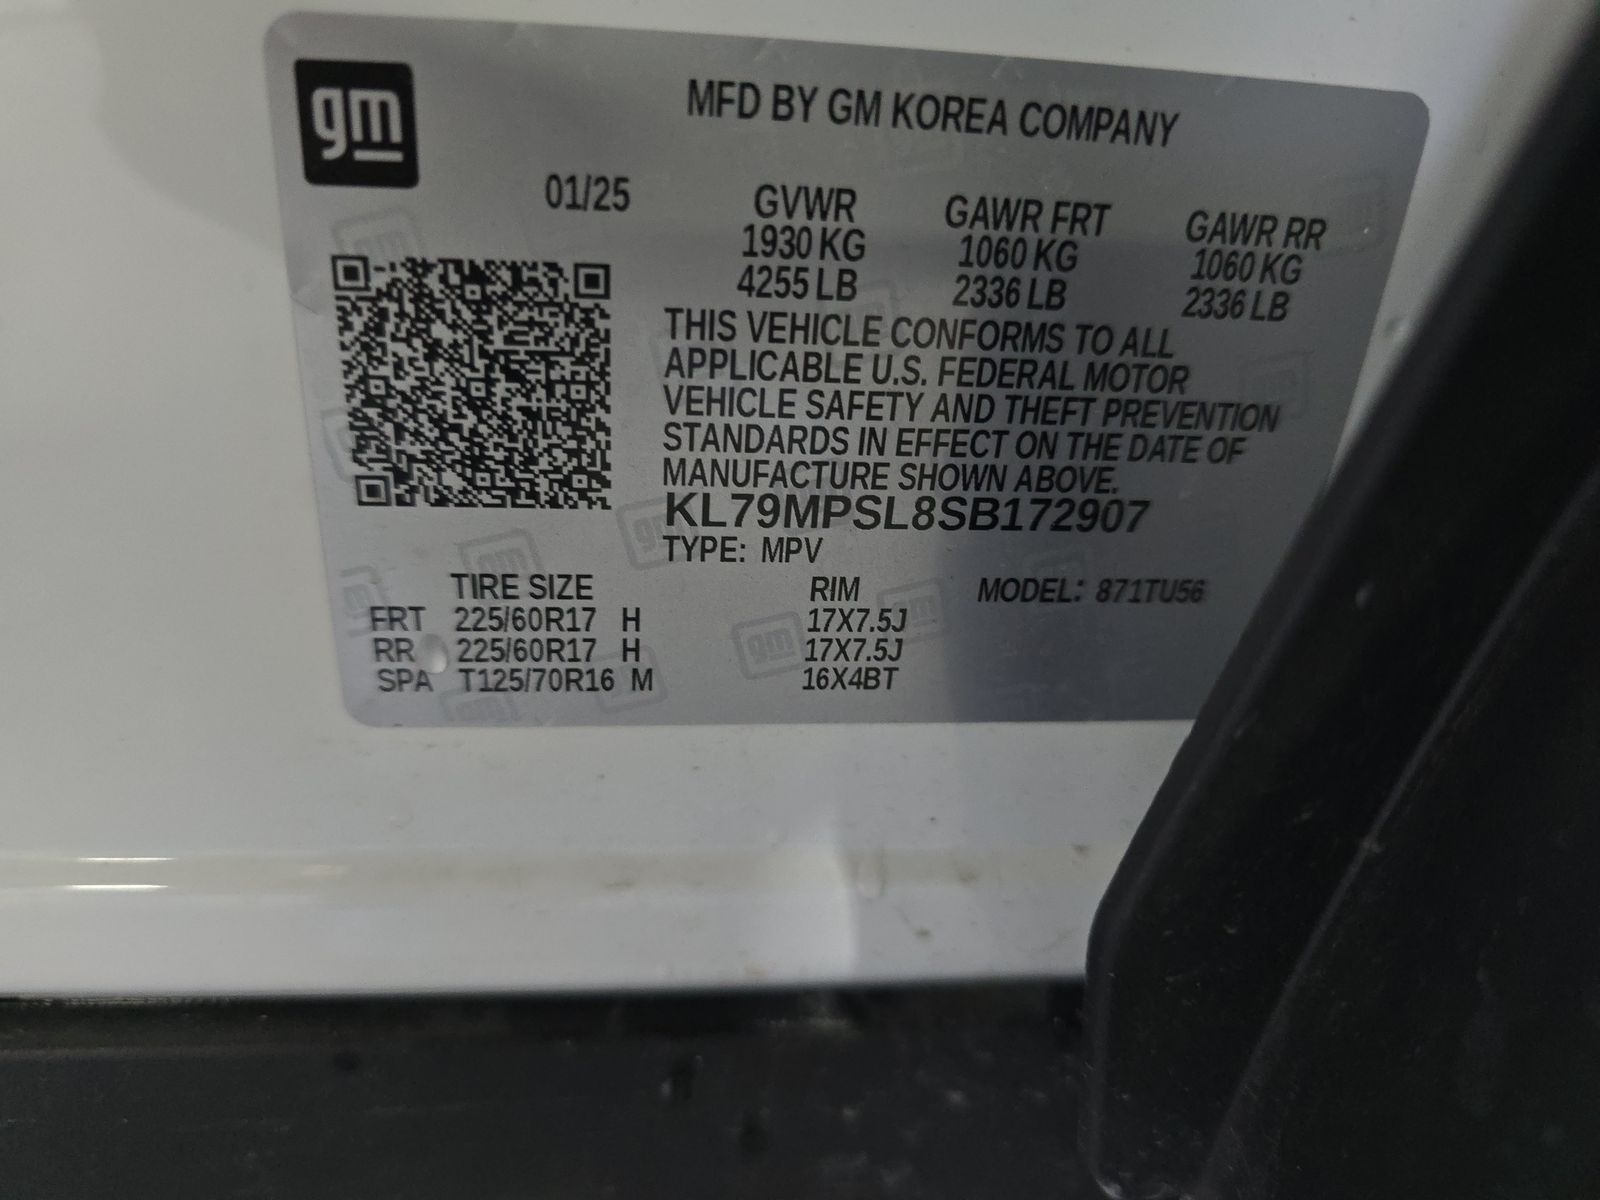 gm
MFD BY GM KOREA COMPANY
01/25
GVWR GAWR FRT GAWR RR
1930 KG 1060 KG 1060 KG
4255 LB 2336 LB 2336 LB
THIS VEHICLE CONFORMS TO ALL
APPLICABLE U.S. FEDERAL MOTOR
VEHICLE SAFETY AND THEFT PREVENTION
STANDARDS IN EFFECT ON THE DATE OF
MANUFACTURE SHOWN ABOVE.
KL79MPSL8SB172907
TYPE: MPV
TIRE SIZE RIM MODEL: 871TU56
FRT 225/60R17 H 17X7.5J
RR 225/60R17 H 17X7.5J
SPA T125/70R16 M 16X4BT